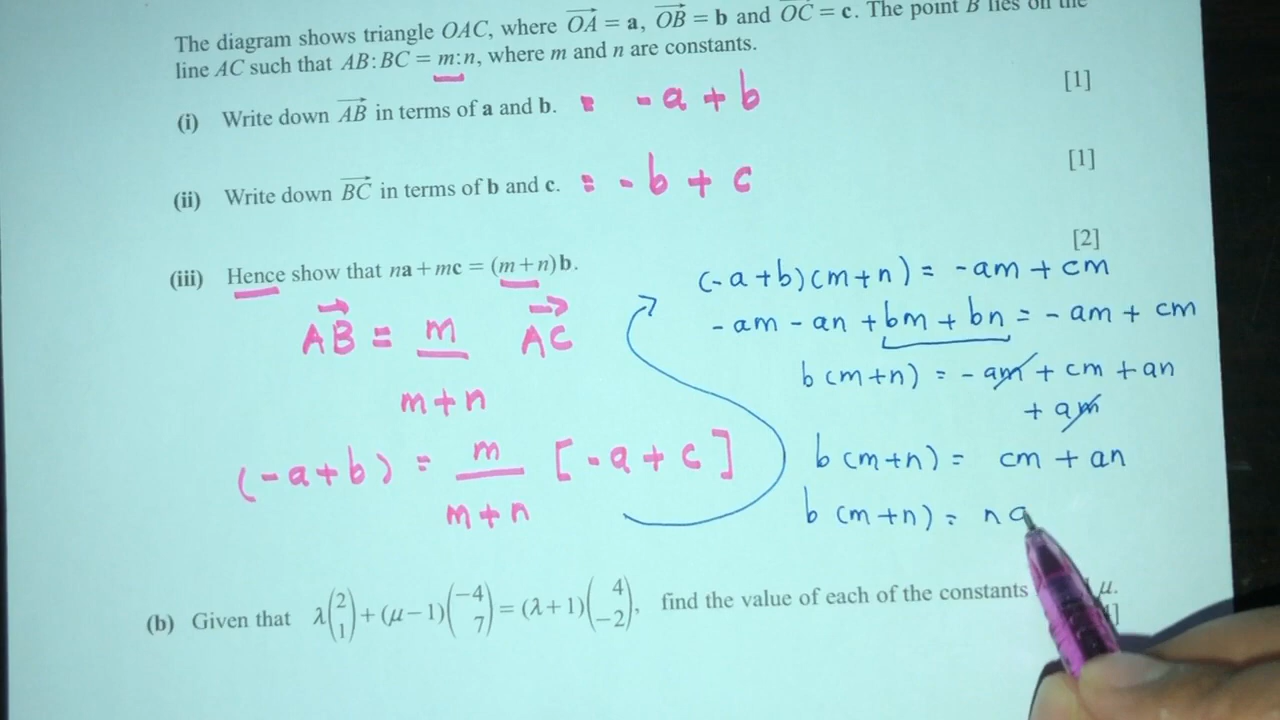 The diagram shows triangle OAC, where →OA = a, →OB = b and OC = c. The point B lies on the
line AC such that AB : BC = m:n, where m and n are constants.
(i) Write down →AB in terms of a and b. = -a + b [1]
(ii) Write down →BC in terms of b and c. = -b + c [1]
(iii) Hence show that na + mc = (m + n)b. [2]
→AB = m/(m+n) →AC
(-a+b) = m/(m+n) [-a+c]
(-a+b)(m+n) = -am + cm
-am - an + bm + bn = - am + cm
b(m+n) = - am + cm + an
+ am
b(m+n) = cm + an
b(m+n) = na
(b) Given that λ(2 1) + (μ−1)(−4 7) = (λ+1)(4 −2), find the value of each of the constants μ.